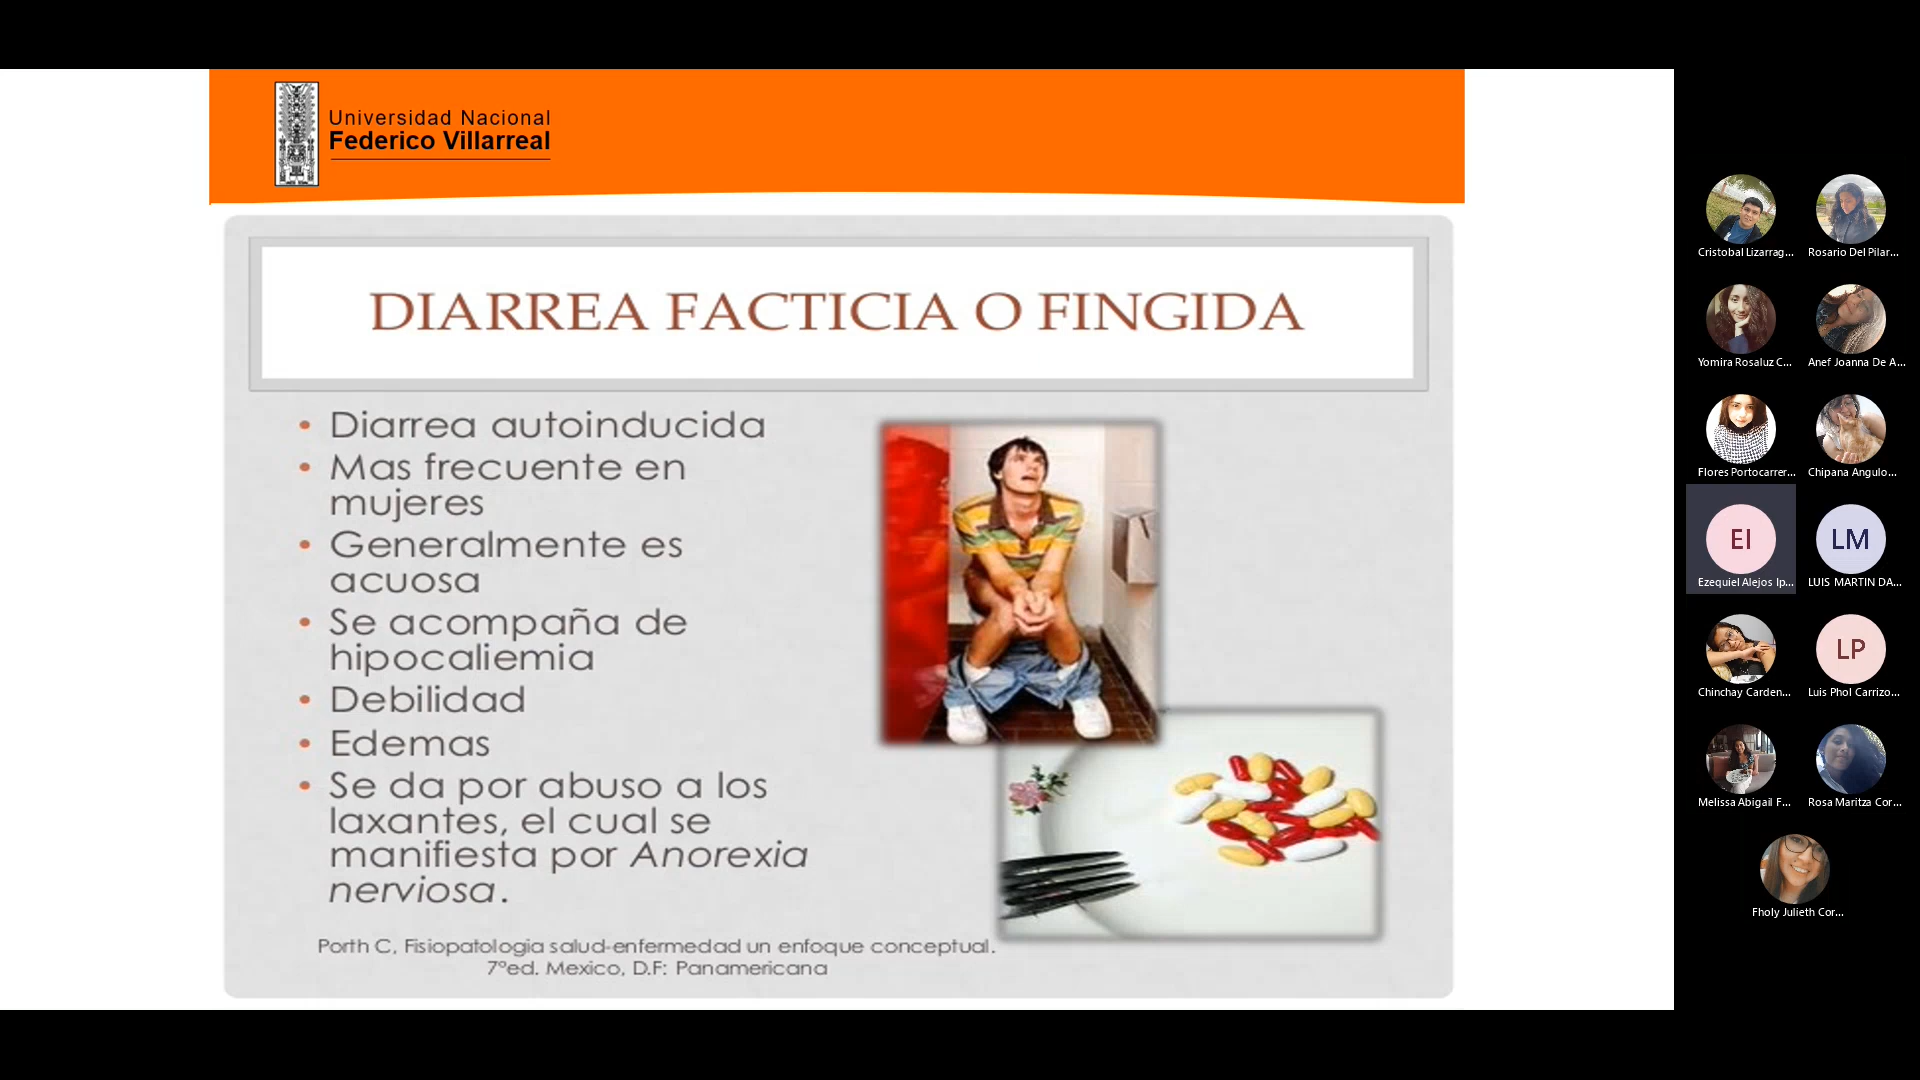 Universidad Nacional
Federico Villarreal
DIARREA FACTICIA O FINGIDA
• Diarrea autoinducida
• Mas frecuente en
mujeres
• Generalmente es
acuosa
• Se acompaña de
hipocaliemia
• Debilidad
• Edemas
• Se da por abuso a los
laxantes, el cual se
manifiesta por Anorexia
nerviosa.
Porth C, Fisiopatologia salud-enfermedad un enfoque conceptual.
7°ed. Mexico, D.F: Panamericana
Cristobal Lizarrag...
Rosario Del Pilar...
Yomira Rosaluz C...
Anef Joanna De A...
Flores Portocarrer...
Chipana Angulo...
EI
LM
Ezequiel Alejos Ip...
LUIS MARTIN DA...
LP
Chinchay Carden...
Luis Phol Carrizo...
Melissa Abigail F...
Rosa Maritza Cor...
Fholy Julieth Cor...